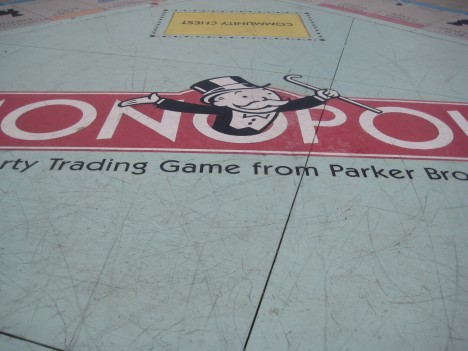 COMMUNITY CHEST
ONOPO
rty Trading Game from Parker Bro